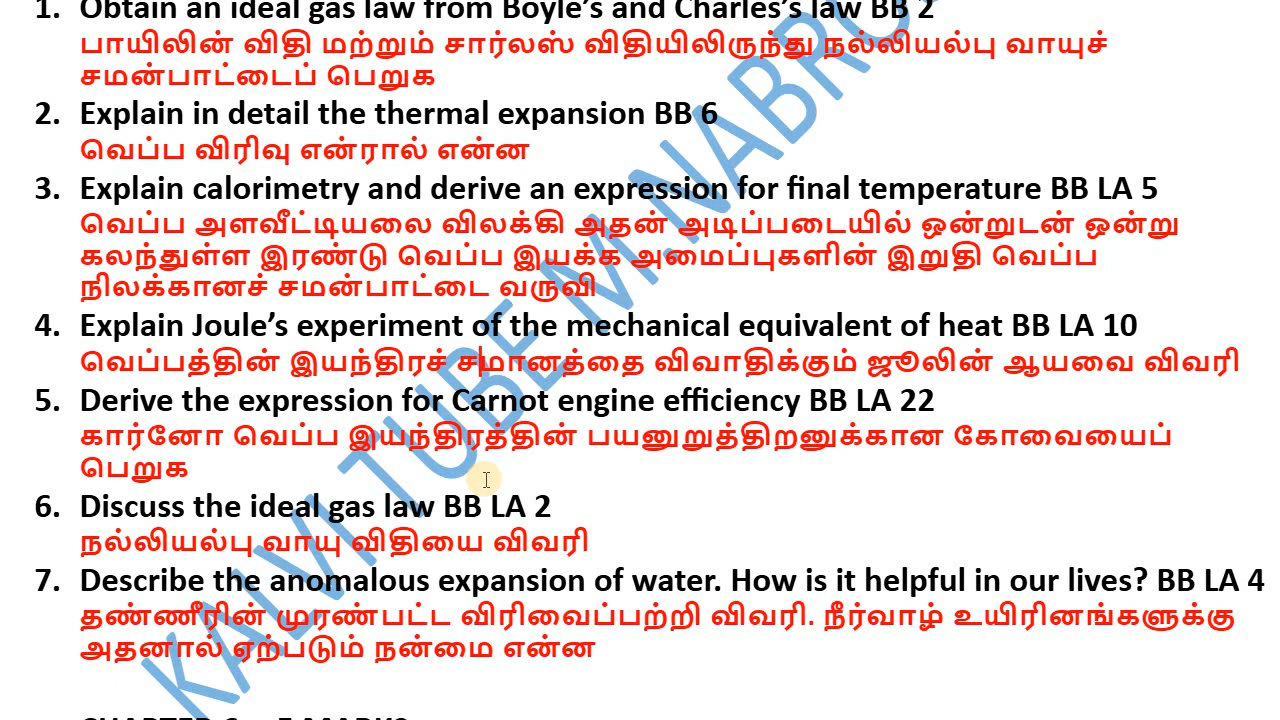 1. Obtain an ideal gas law from Boyle's and Charles's law BB 2
பாயிலின் விதி மற்றும் சார்லஸ் விதியிலிருந்து நல்லியல்பு வாயுச்
சமன்பாட்டைப் பெறுக
2. Explain in detail the thermal expansion BB 6
வெப்ப விரிவு என்ரால் என்ன
3. Explain calorimetry and derive an expression for final temperature BB LA 5
வெப்ப அளவீட்டியலை விலக்கி அதன் அடிப்படையில் ஒன்றுடன் ஒன்று
கலந்துள்ள இரண்டு வெப்ப இயக்க அமைப்புகளின் இறுதி வெப்ப
நிலக்கானச் சமன்பாட்டை வருவி
4. Explain Joule's experiment of the mechanical equivalent of heat BB LA 10
வெப்பத்தின் இயந்திரச் சமானத்தை விவாதிக்கும் ஜூலின் ஆயவை விவரி
5. Derive the expression for Carnot engine efficiency BB LA 22
கார்னோ வெப்ப இயந்திரத்தின் பயனுறுத்திறனுக்கான கோவையைப்
பெறுக
6. Discuss the ideal gas law BB LA 2
நல்லியல்பு வாயு விதியை விவரி
7. Describe the anomalous expansion of water. How is it helpful in our lives? BB LA 4
தண்ணீரின் முரண்பட்ட விரிவைப்பற்றி விவரி. நீர்வாழ் உயிரினங்களுக்கு
அதனால் ஏற்படும் நன்மை என்ன
KALVI TUBE M.NABRO